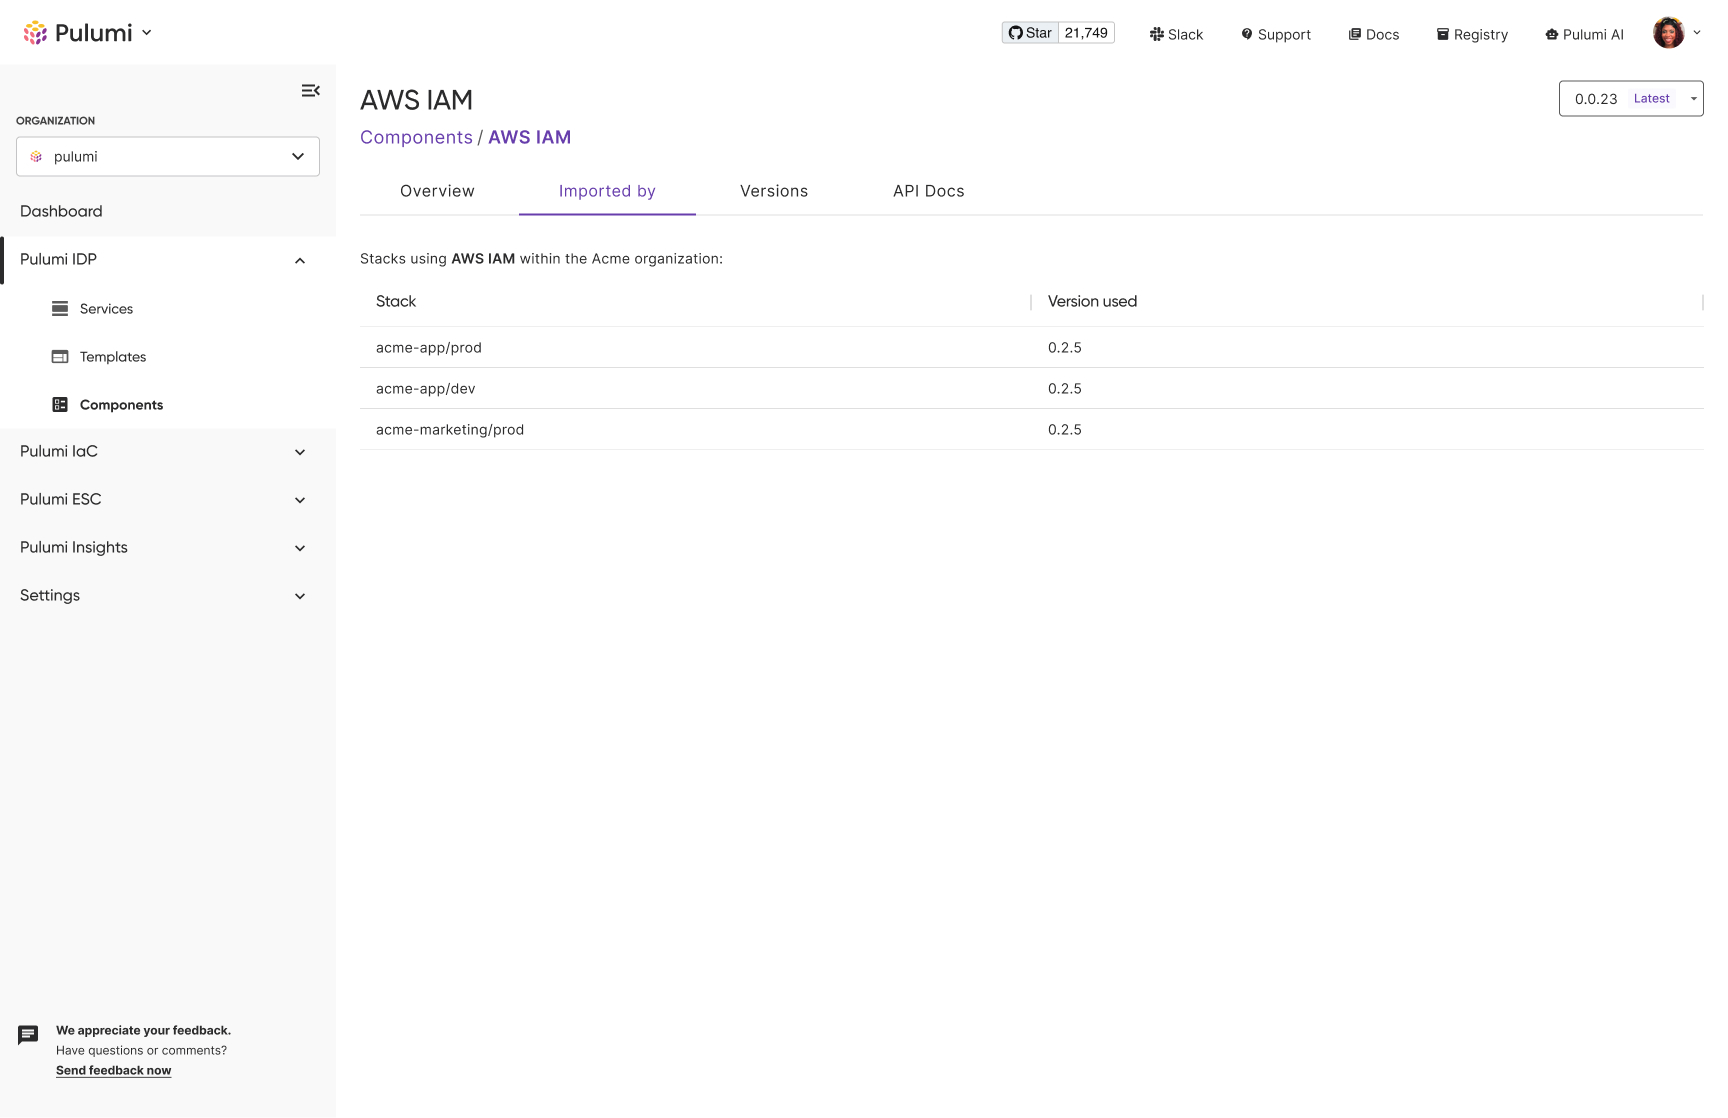 Pulumi
Star 21,749
Slack
Support
Docs
Registry
Pulumi AI
ORGANIZATION
pulumi
Dashboard
Pulumi IDP
Services
Templates
Components
Pulumi IaC
Pulumi ESC
Pulumi Insights
Settings
We appreciate your feedback.
Have questions or comments?
Send feedback now
AWS IAM
0.0.23 Latest
Components / AWS IAM
Overview Imported by Versions API Docs
Stacks using AWS IAM within the Acme organization:
Stack Version used
acme-app/prod 0.2.5
acme-app/dev 0.2.5
acme-marketing/prod 0.2.5